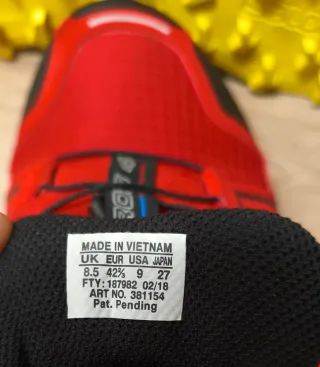 MADE IN VIETNAM
UK EUR USA JAPAN
8.5 42⅔ 9 27
FTY: 187982 02/18
ART NO. 381154
Pat. Pending